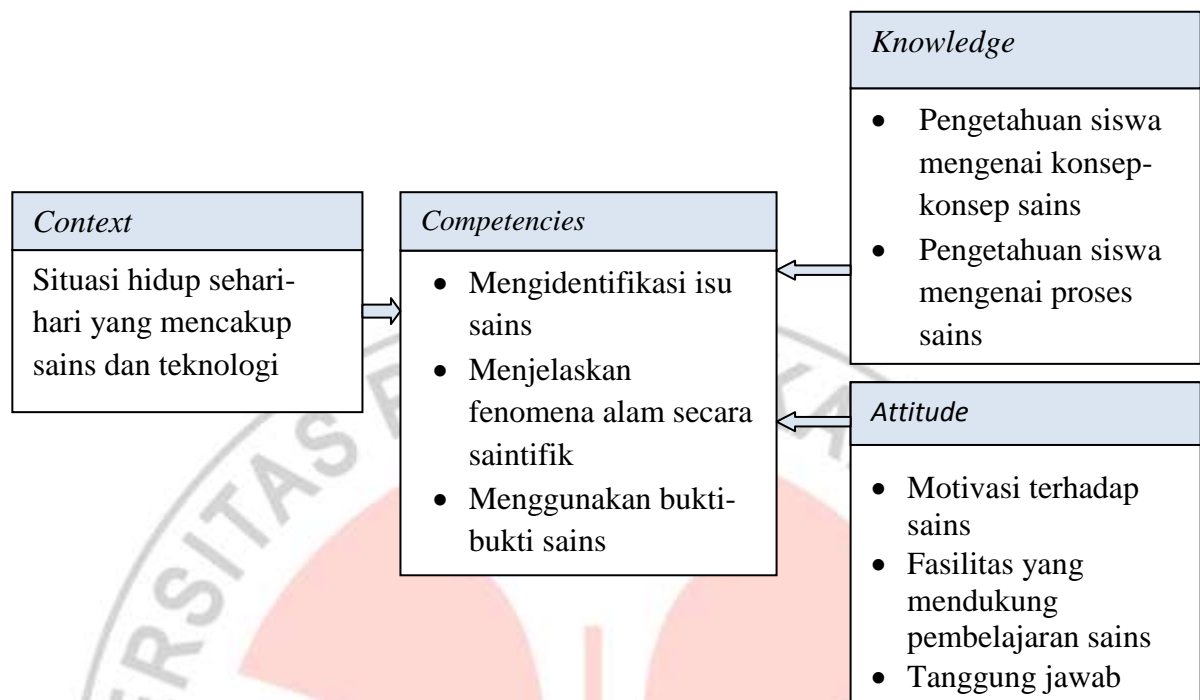 Context
Situasi hidup sehari-
hari yang mencakup
sains dan teknologi
Competencies
• Mengidentifikasi isu
sains
• Menjelaskan
fenomena alam secara
saintifik
• Menggunakan bukti-
bukti sains
Knowledge
• Pengetahuan siswa
mengenai konsep-
konsep sains
• Pengetahuan siswa
mengenai proses
sains
Attitude
• Motivasi terhadap
sains
• Fasilitas yang
mendukung
pembelajaran sains
• Tanggung jawab